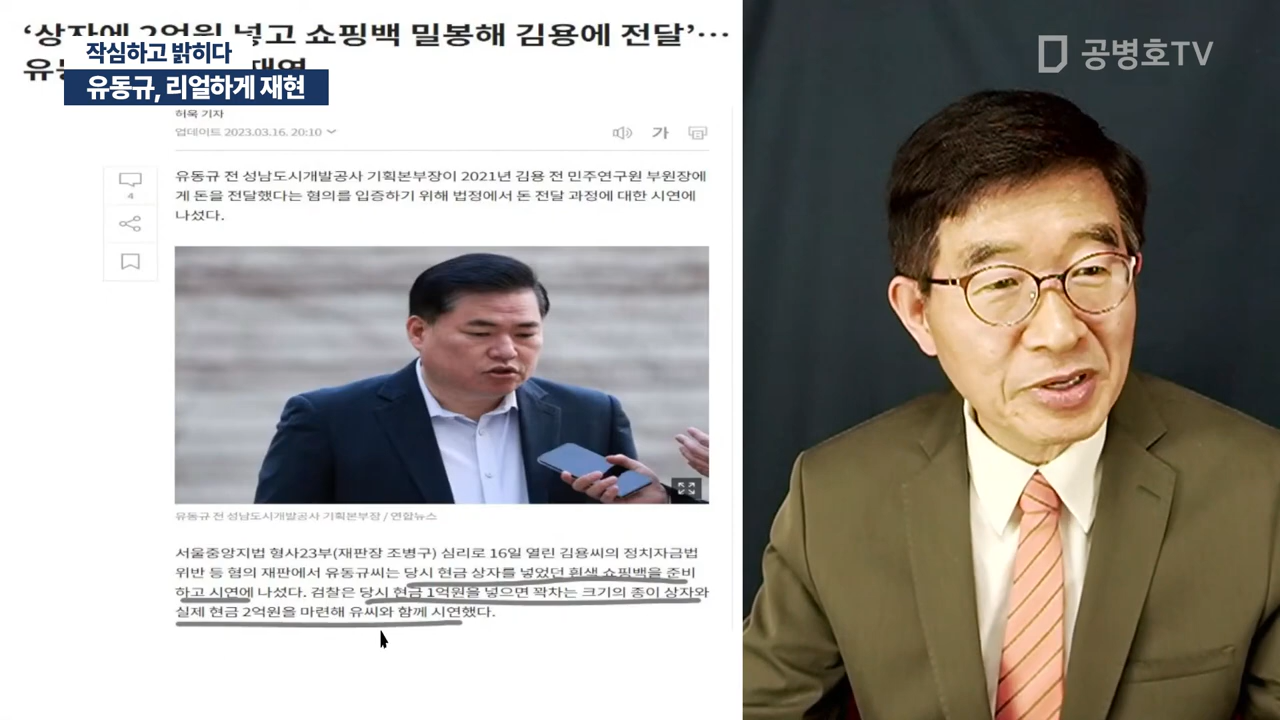 ‘상자에 2억원 넣고 쇼핑백 밀봉해 김용에 전달’…
작심하고 밝히다
유동규, 리얼하게 재현
공병호TV
허욱 기자
업데이트 2023.03.16. 20:10
가
4
유동규 전 성남도시개발공사 기획본부장이 2021년 김용 전 민주연구원 부원장에
게 돈을 전달했다는 혐의를 입증하기 위해 법정에서 돈 전달 과정에 대한 시연에
나섰다.
유동규 전 성남도시개발공사 기획본부장 / 연합뉴스
서울중앙지법 형사23부(재판장 조병구) 심리로 16일 열린 김용씨의 정치자금법
위반 등 혐의 재판에서 유동규씨는 당시 현금 상자를 넣었던 흰색 쇼핑백을 준비
하고 시연에 나섰다. 검찰은 당시 현금 1억원을 넣으면 꽉차는 크기의 종이 상자와
실제 현금 2억원을 마련해 유씨와 함께 시연했다.